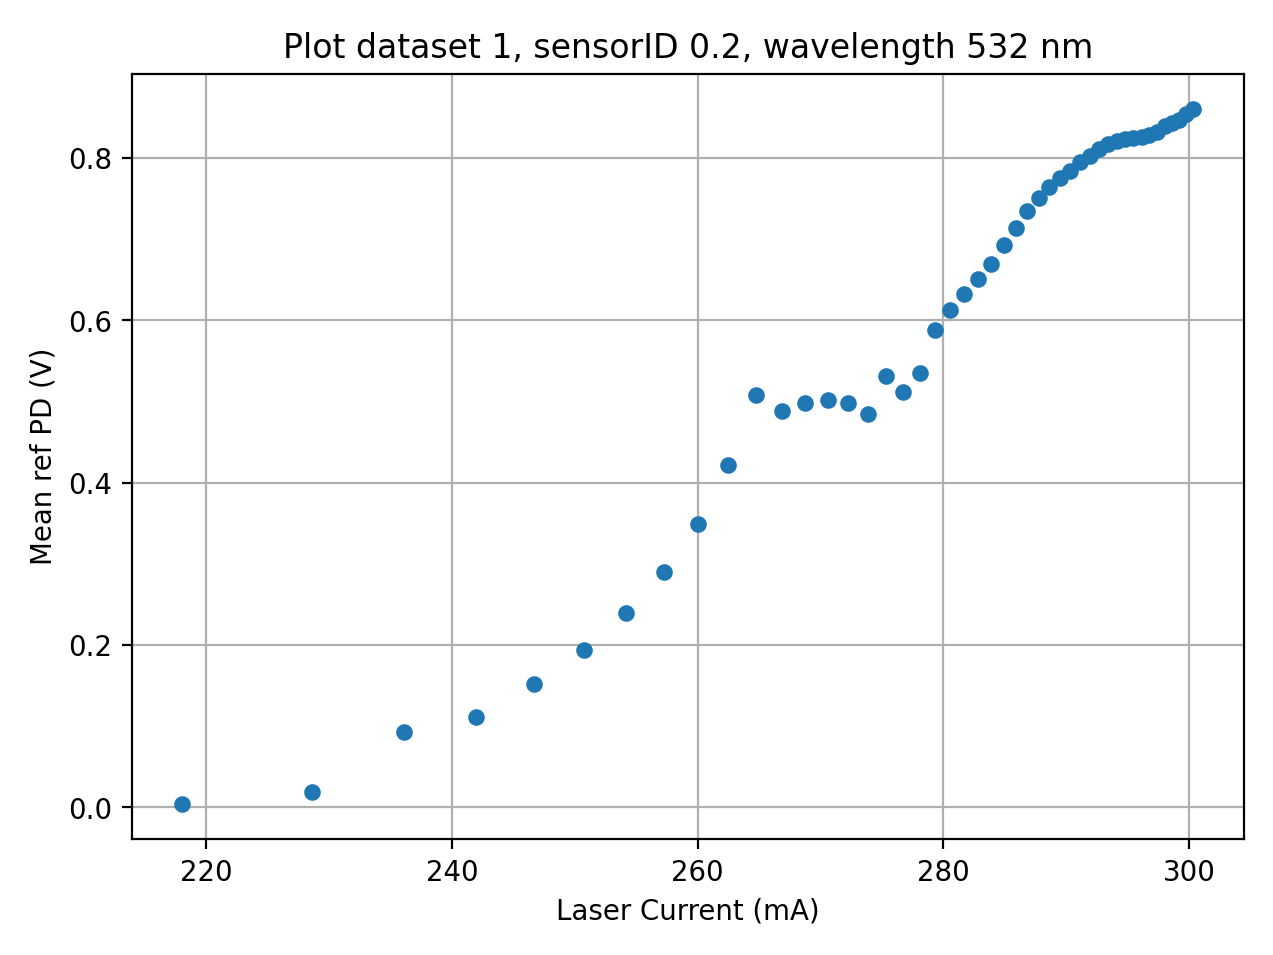 Plot dataset 1, sensorID 0.2, wavelength 532 nm
0.8
0.6
0.4
0.2
0.0
Mean ref PD (V)
220 240 260 280 300
Laser Current (mA)